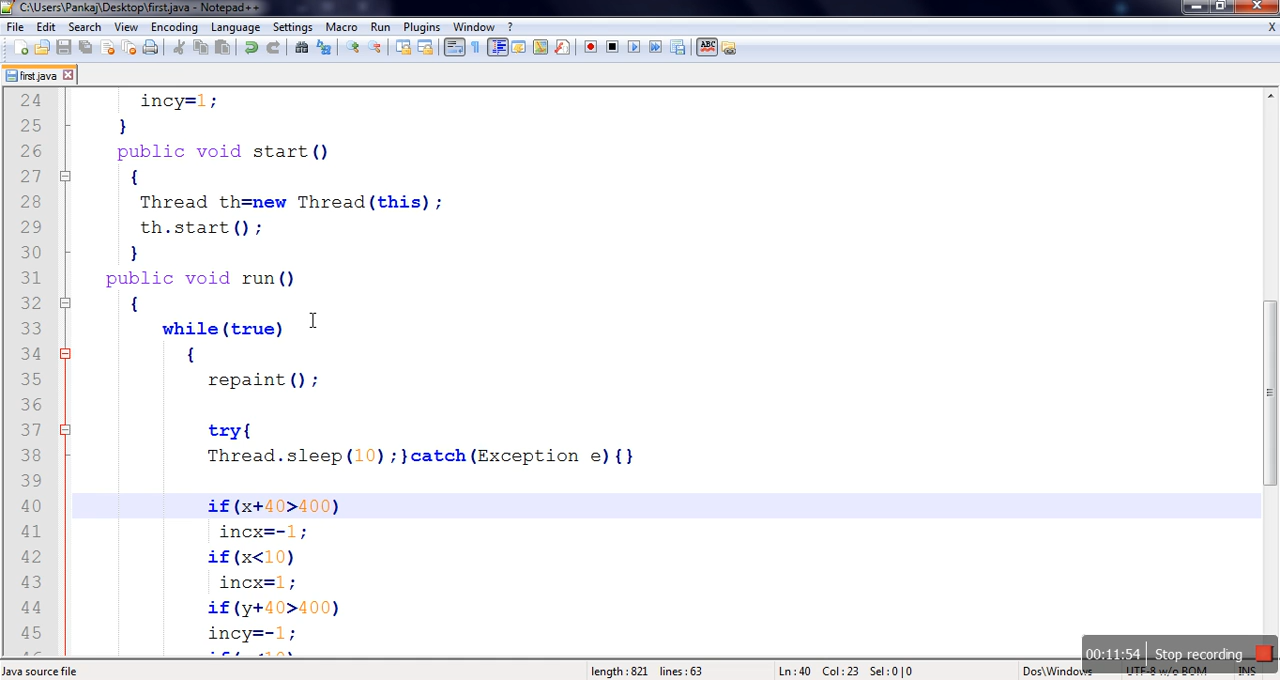 C:\Users\Pankaj\Desktop\first.java - Notepad++
File Edit Search View Encoding Language Settings Macro Run Plugins Window ? X
ABC
first.java
24 incy=1;
25 }
26 public void start()
27 {
28 Thread th=new Thread(this);
29 th.start();
30 }
31 public void run()
32 {
33 while(true)
34 {
35 repaint();
36
37 try{
38 Thread.sleep(10);}catch(Exception e){}
39
40 if(x+40>400)
41 incx=-1;
42 if(x<10)
43 incx=1;
44 if(y+40>400)
45 incy=-1;
00:11:54 Stop recording
Java source file length : 821 lines : 63 Ln : 40 Col : 23 Sel : 0 | 0 Dos\Windows UTF-8 w/o BOM INS